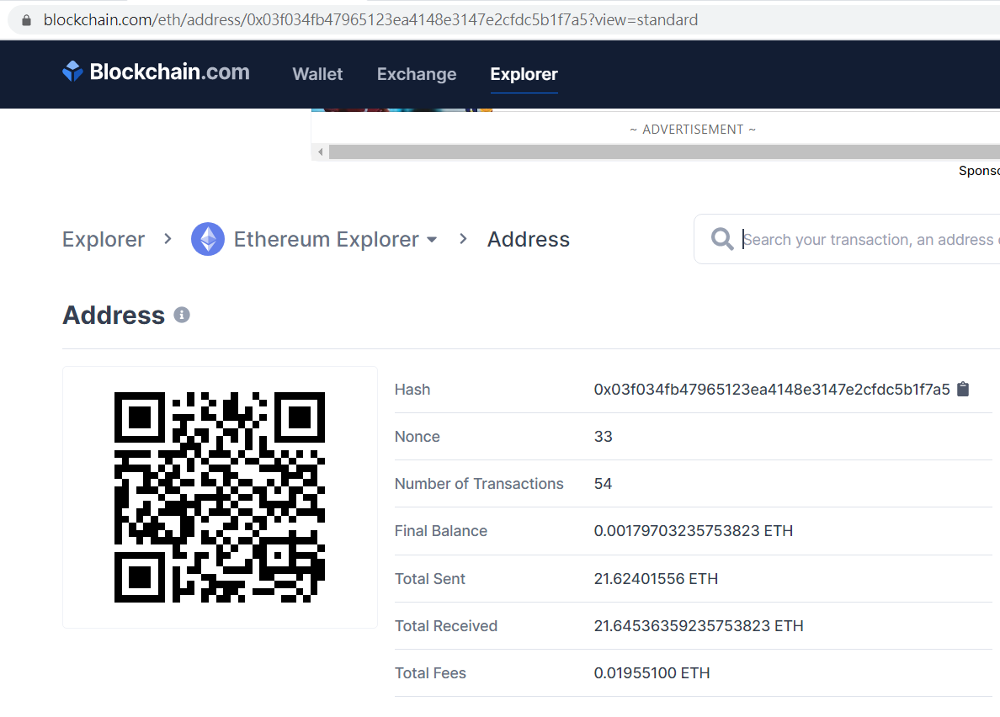 blockchain.com/eth/address/0x03f034fb47965123ea4148e3147e2cfdc5b1f7a5?view=standard
Blockchain.com Wallet Exchange Explorer
~ ADVERTISEMENT ~
Sponso
Explorer > Ethereum Explorer > Address
Search your transaction, an address
Address
Hash 0x03f034fb47965123ea4148e3147e2cfdc5b1f7a5
Nonce 33
Number of Transactions 54
Final Balance 0.00179703235753823 ETH
Total Sent 21.62401556 ETH
Total Received 21.64536359235753823 ETH
Total Fees 0.01955100 ETH